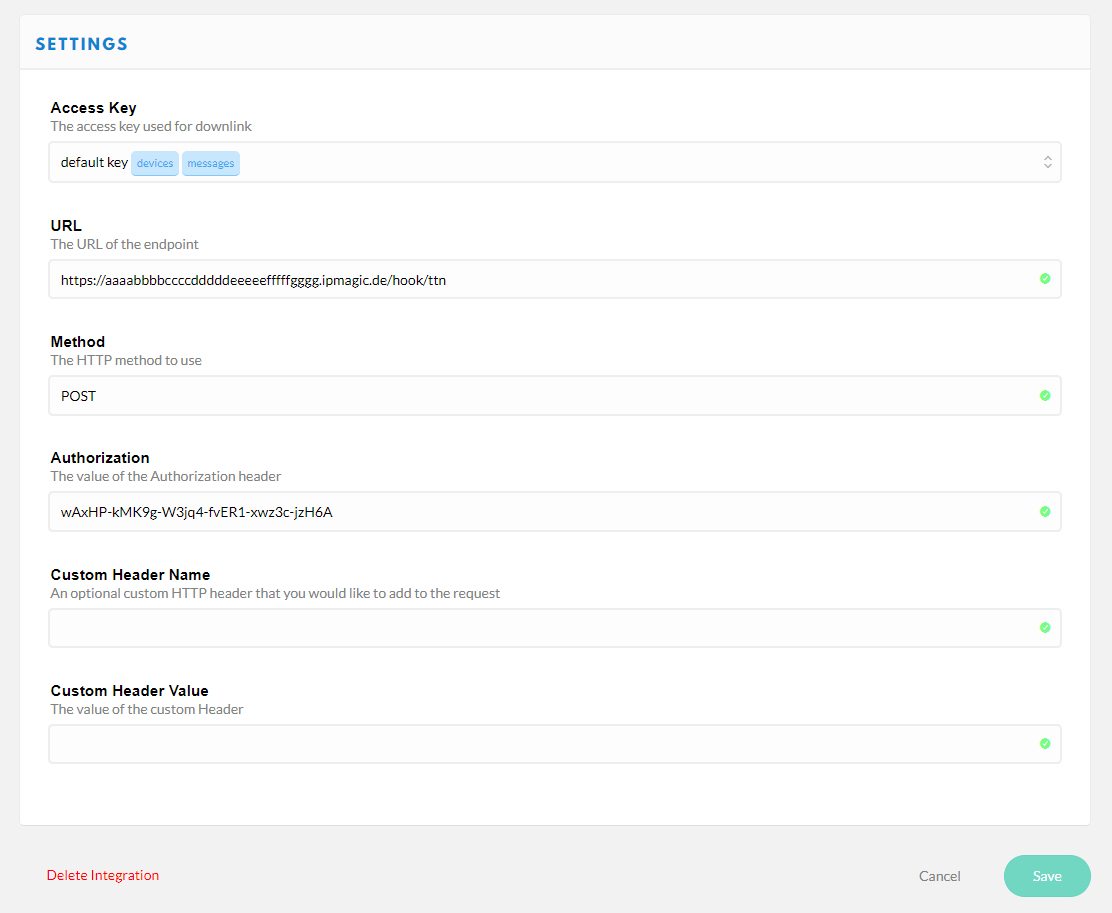 SETTINGS
Access Key
The access key used for downlink
default key devices messages
URL
The URL of the endpoint
https://aaaabbbbccccdddddeeeeefffffgggg.ipmagic.de/hook/ttn
Method
The HTTP method to use
POST
Authorization
The value of the Authorization header
wAxHP-kMK9g-W3jq4-fvER1-xwz3c-jzH6A
Custom Header Name
An optional custom HTTP header that you would like to add to the request
Custom Header Value
The value of the custom Header
Delete Integration
Cancel
Save